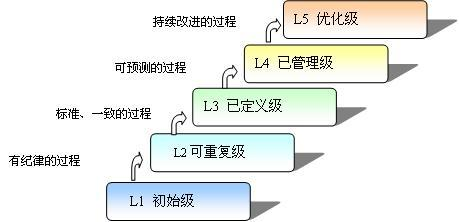 持续改进的过程
L5 优化级
可预测的过程
L4 已管理级
标准、一致的过程
L3 已定义级
有纪律的过程
L2可重复级
L1 初始级